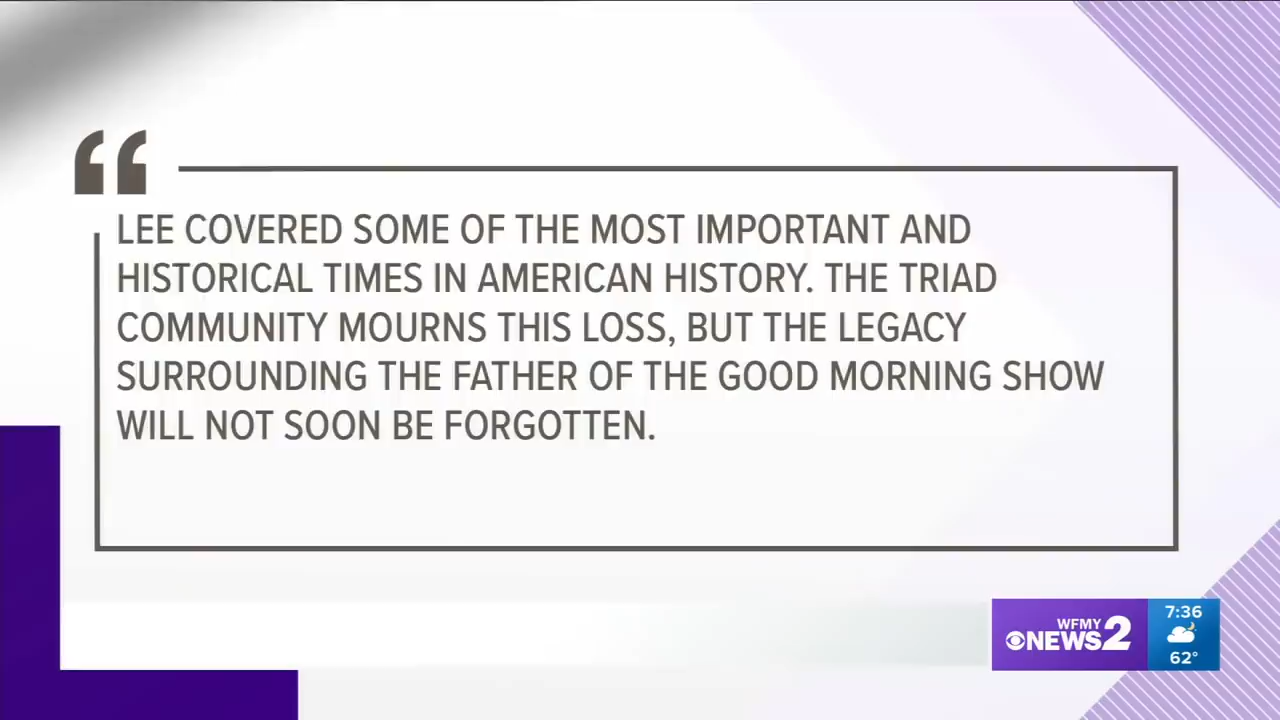 “
LEE COVERED SOME OF THE MOST IMPORTANT AND
HISTORICAL TIMES IN AMERICAN HISTORY. THE TRIAD
COMMUNITY MOURNS THIS LOSS, BUT THE LEGACY
SURROUNDING THE FATHER OF THE GOOD MORNING SHOW
WILL NOT SOON BE FORGOTTEN.
WFMY
NEWS 2
7:36
62°